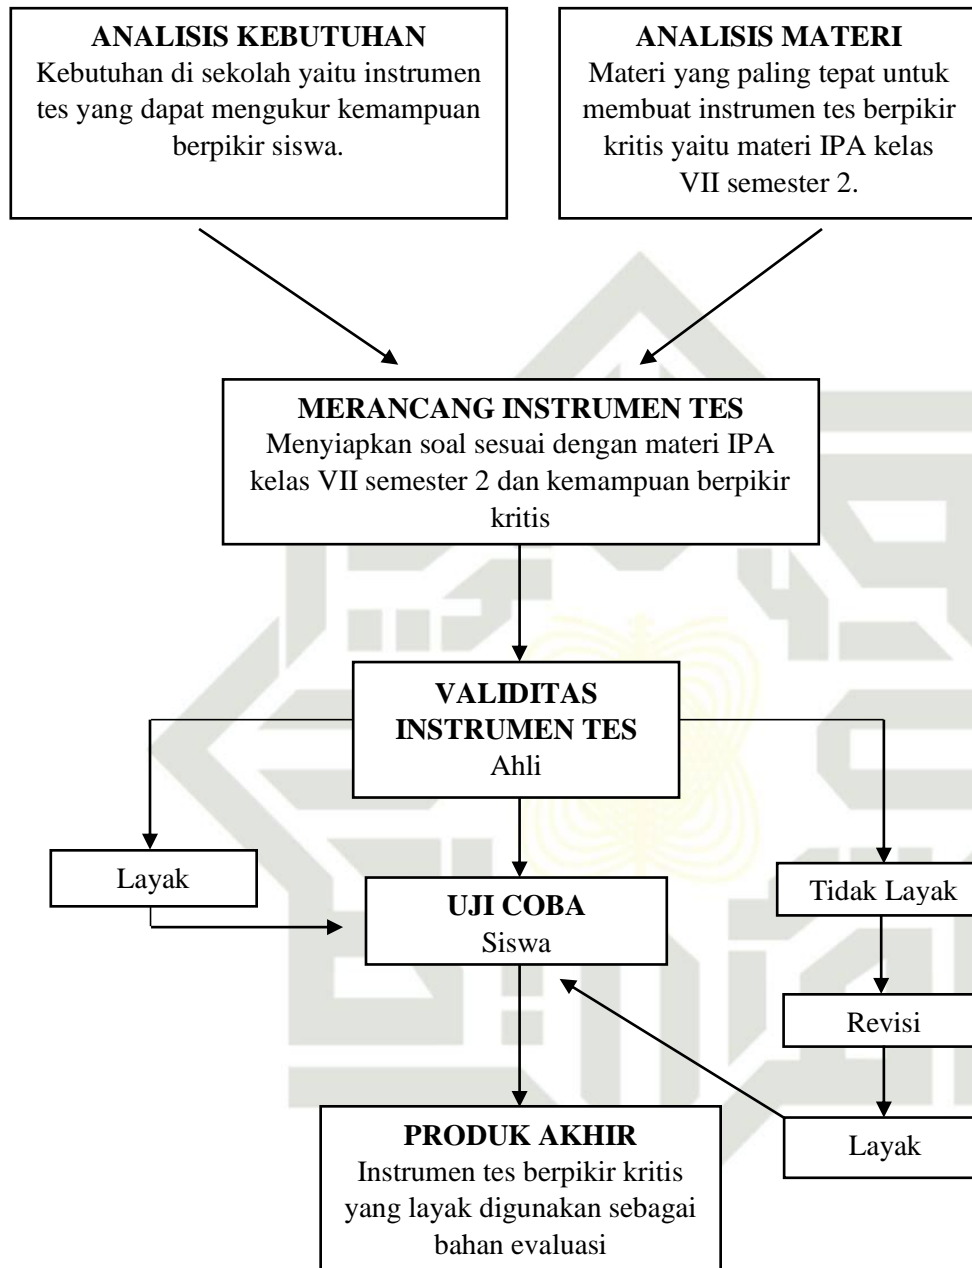 ANALISIS KEBUTUHAN
Kebutuhan di sekolah yaitu instrumen
tes yang dapat mengukur kemampuan
berpikir siswa.
ANALISIS MATERI
Materi yang paling tepat untuk
membuat instrumen tes berpikir
kritis yaitu materi IPA kelas
VII semester 2.
MERANCANG INSTRUMEN TES
Menyiapkan soal sesuai dengan materi IPA
kelas VII semester 2 dan kemampuan berpikir
kritis
VALIDITAS
INSTRUMEN TES
Ahli
Layak
UJI COBA
Siswa
Tidak Layak
Revisi
Layak
PRODUK AKHIR
Instrumen tes berpikir kritis
yang layak digunakan sebagai
bahan evaluasi